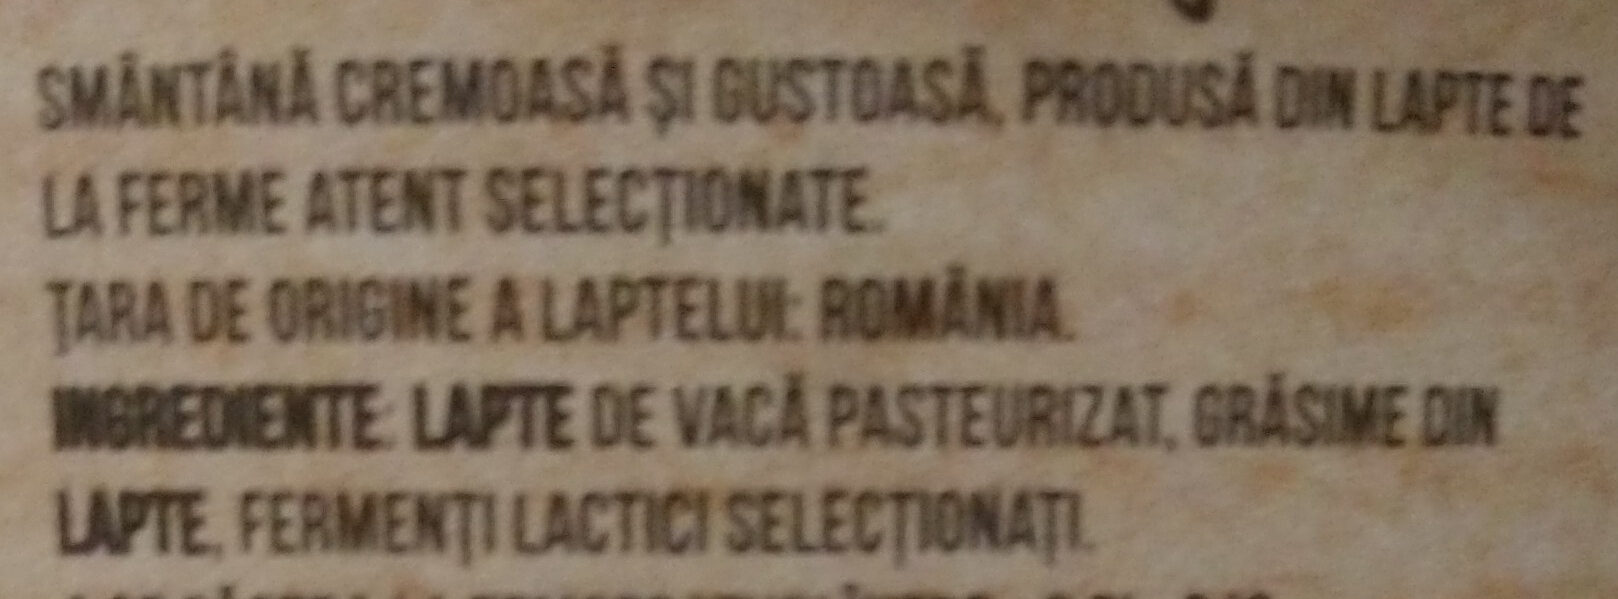 SMÂNTÂNĂ CREMOASĂ ȘI GUSTOASĂ, PRODUSĂ DIN LAPTE DE
LA FERME ATENT SELECȚIONATE.
ȚARA DE ORIGINE A LAPTELUI: ROMÂNIA.
INGREDIENTE: LAPTE DE VACĂ PASTEURIZAT, GRĂSIME DIN
LAPTE, FERMENȚI LACTICI SELECȚIONAȚI.